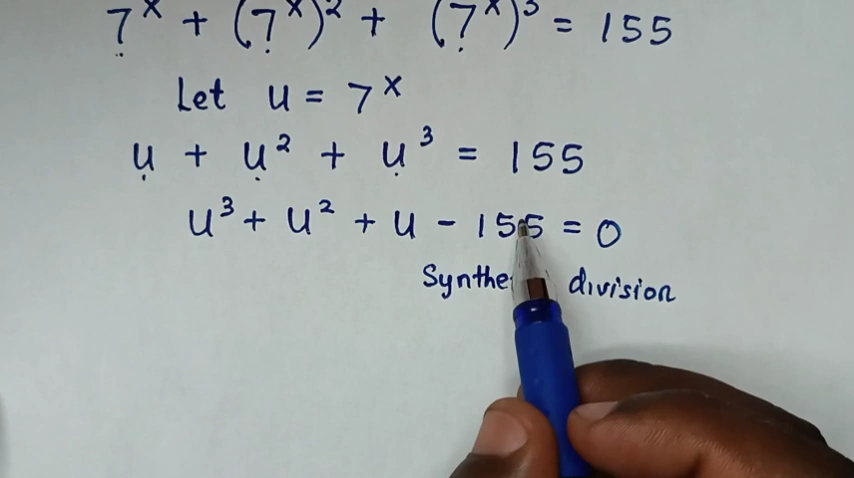 7^x + (7^x)^2 + (7^x)^3 = 155
Let u = 7^x
u + u^2 + u^3 = 155
u^3 + u^2 + u - 155 = 0
division